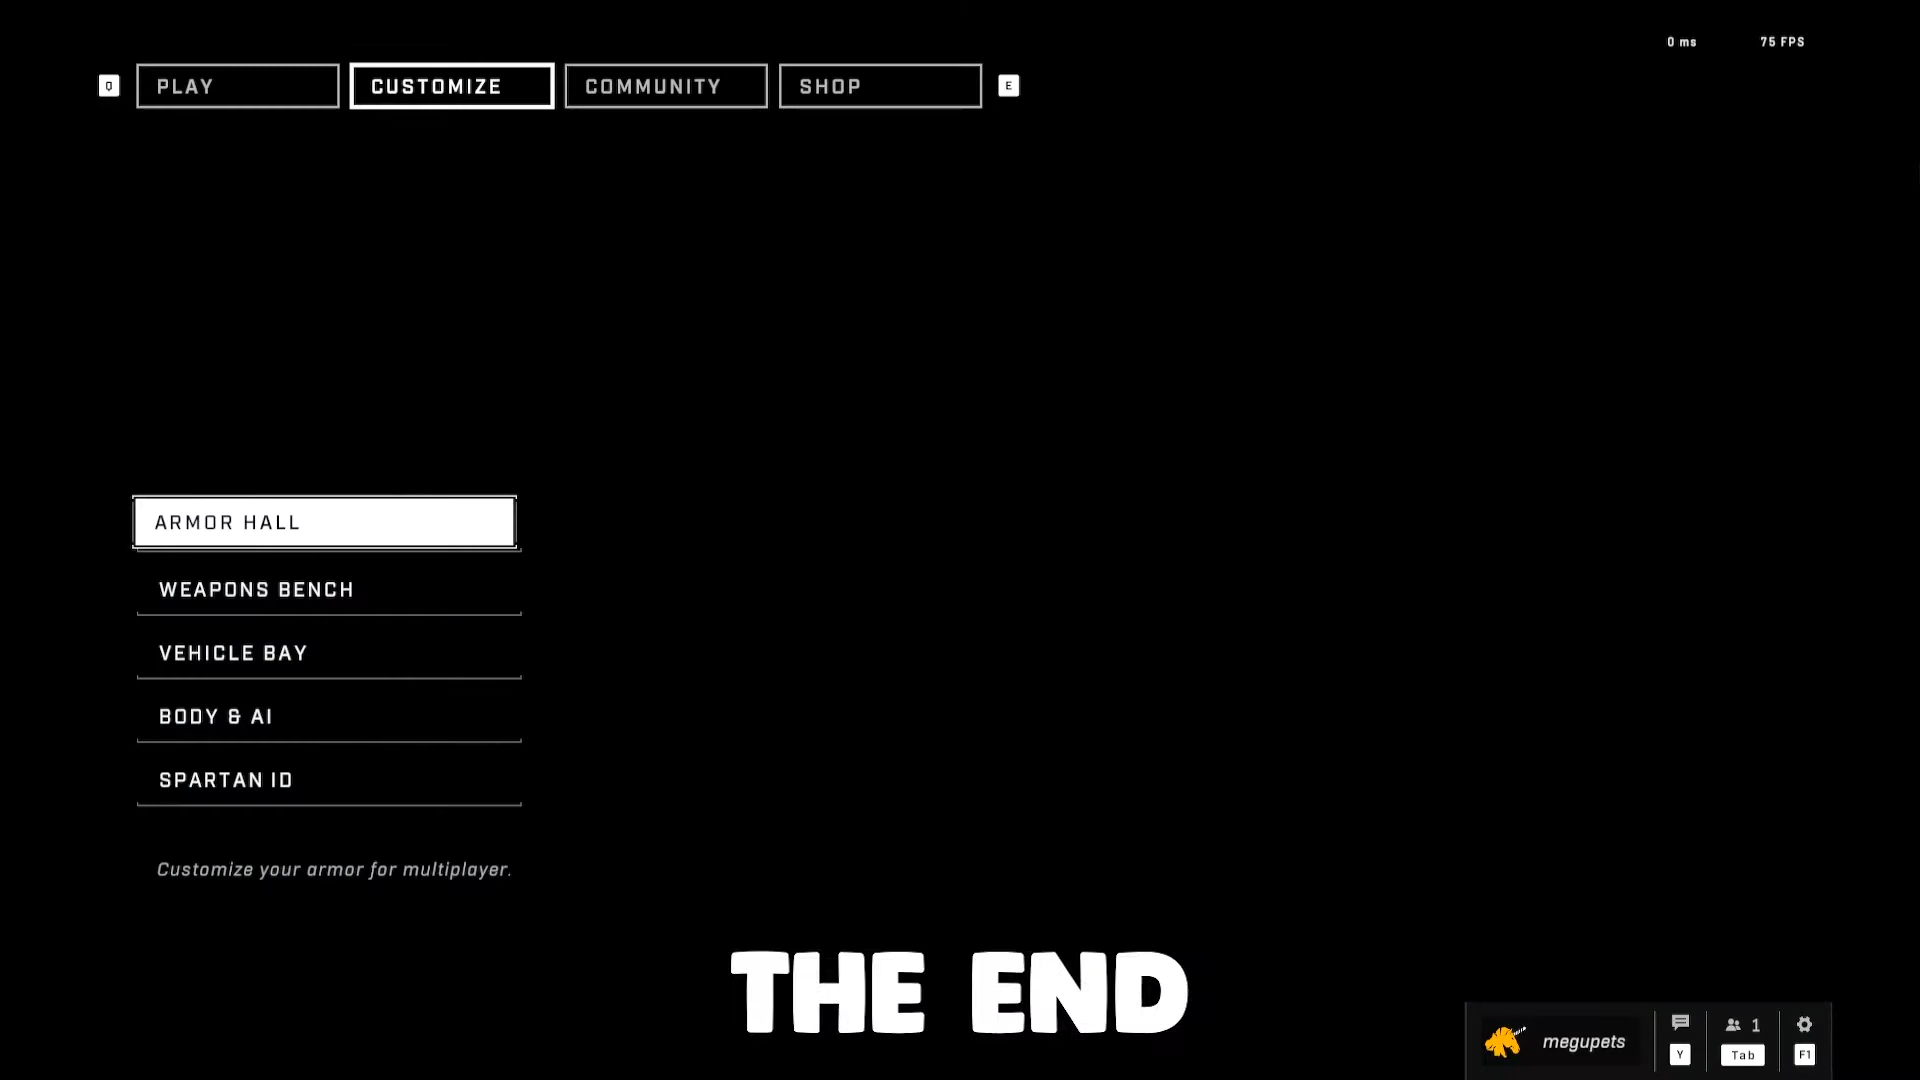 0 ms 75 FPS
Q PLAY CUSTOMIZE COMMUNITY SHOP E
ARMOR HALL
WEAPONS BENCH
VEHICLE BAY
BODY & AI
SPARTAN ID
Customize your armor for multiplayer.
THE END
megupets 1
Y Tab F1